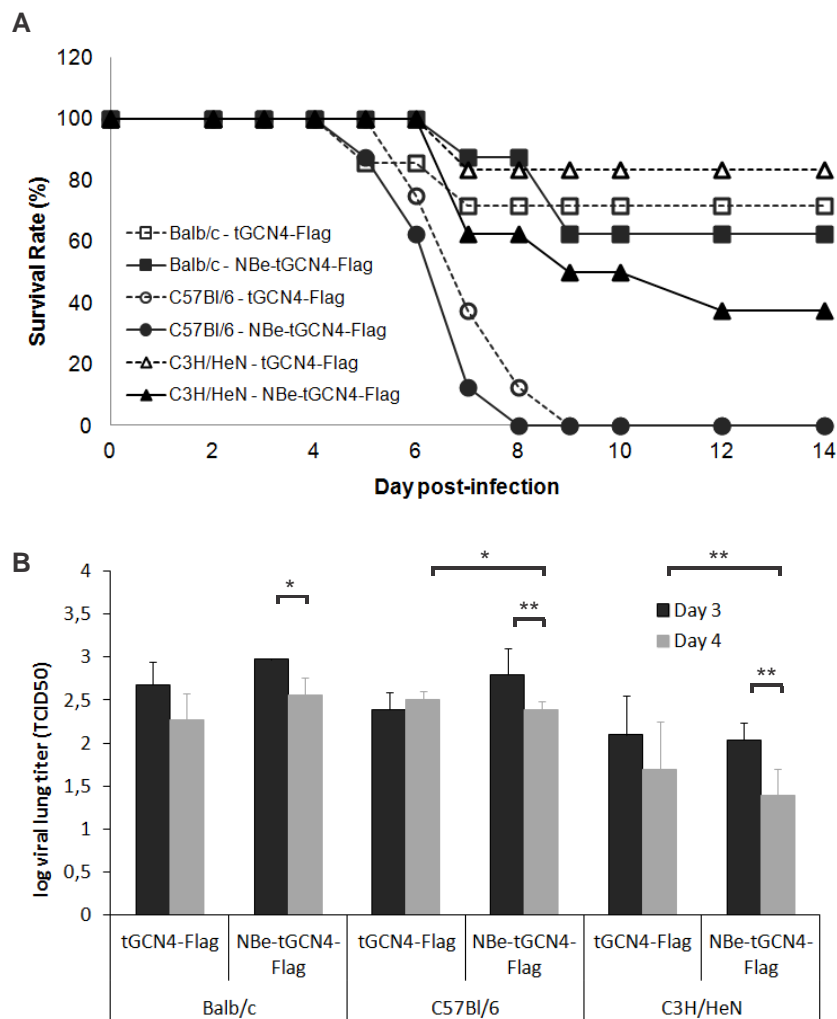 A
120
100
80
60
40
20
0
Survival Rate (%)
Balb/c - tGCN4-Flag
Balb/c - NBe-tGCN4-Flag
C57Bl/6 - tGCN4-Flag
C57Bl/6 - NBe-tGCN4-Flag
C3H/HeN - tGCN4-Flag
C3H/HeN - NBe-tGCN4-Flag
0 2 4 6 8 10 12 14
Day post-infection
B
4
3,5
3
2,5
2
1,5
1
0,5
0
log viral lung titer (TCID50)
* **
* ** **
Day 3
Day 4
tGCN4-Flag NBe-tGCN4-Flag tGCN4-Flag NBe-tGCN4-Flag tGCN4-Flag NBe-tGCN4-Flag
Balb/c C57Bl/6 C3H/HeN